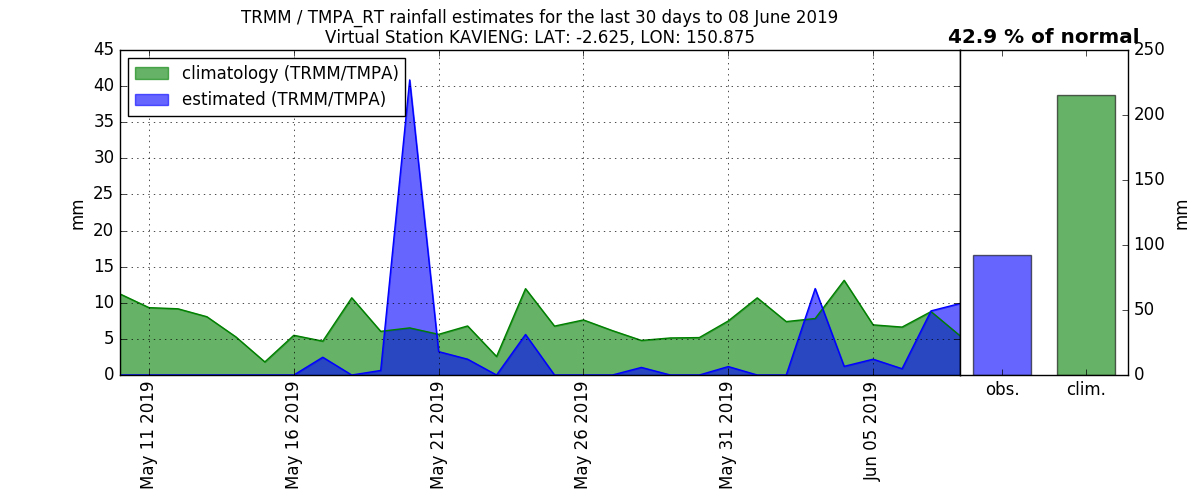 TRMM / TMPA_RT rainfall estimates for the last 30 days to 08 June 2019
Virtual Station KAVIENG: LAT: -2.625, LON: 150.875
42.9 % of normal
climatology (TRMM/TMPA)
estimated (TRMM/TMPA)
45
40
35
30
25
20
15
10
5
0
mm
May 11 2019
May 16 2019
May 21 2019
May 26 2019
May 31 2019
Jun 05 2019
250
200
150
100
50
0
mm
obs.
clim.